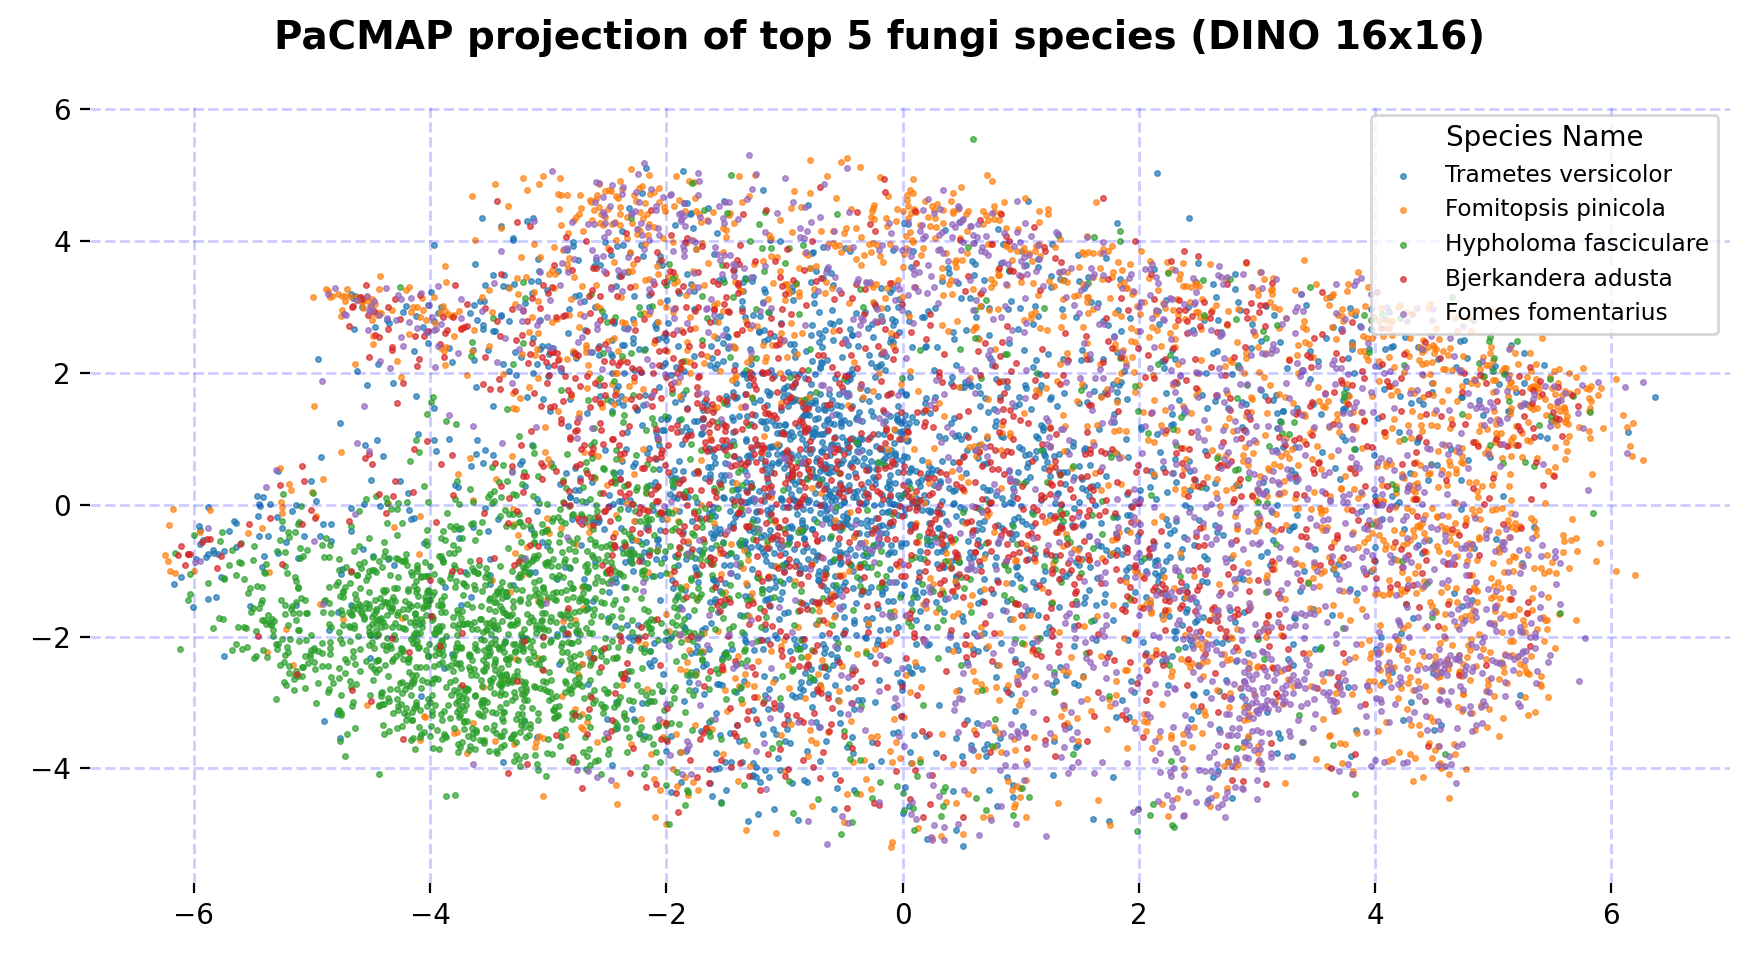 PaCMAP projection of top 5 fungi species (DINO 16x16)
6
4
2
0
−2
−4
−6
−4
−2
0
2
4
6
Species Name
Trametes versicolor
Fomitopsis pinicola
Hypholoma fasciculare
Bjerkandera adusta
Fomes fomentarius